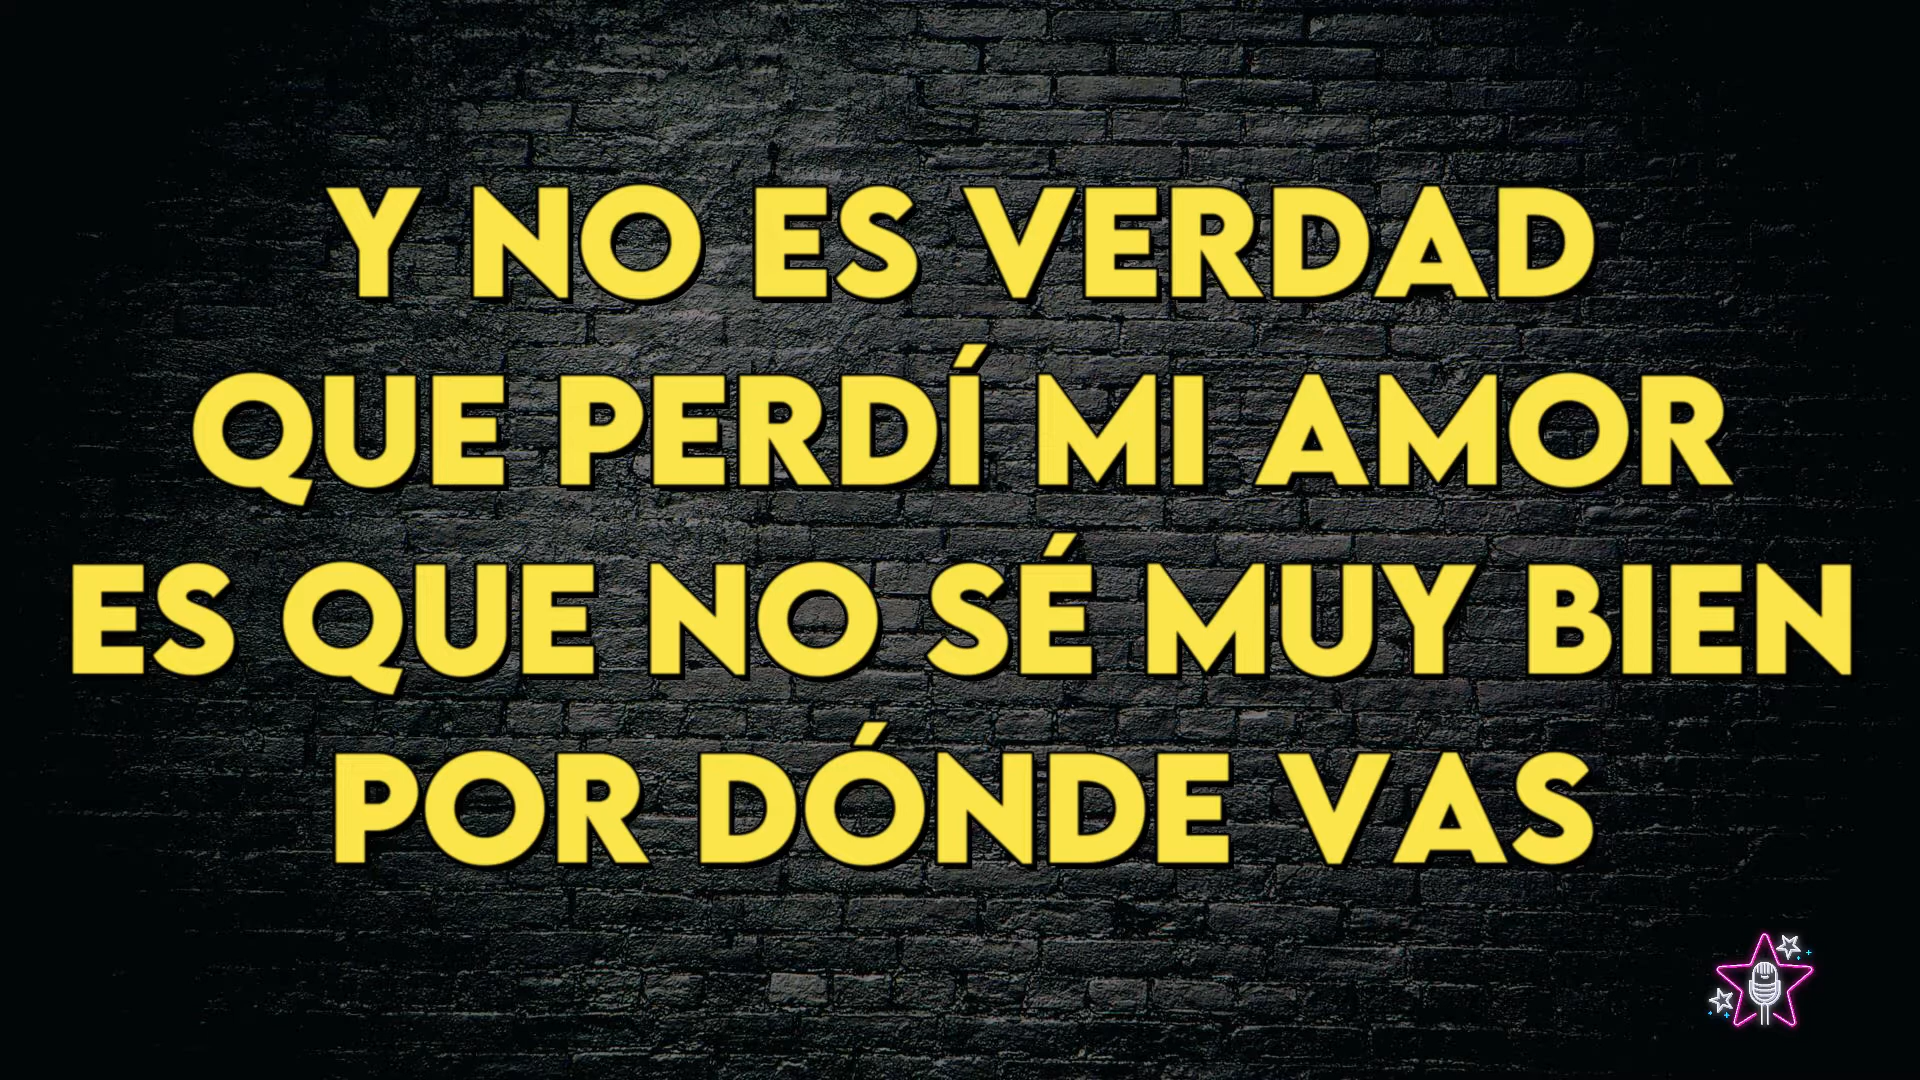 Y NO ES VERDAD
QUE PERDÍ MI AMOR
ES QUE NO SÉ MUY BIEN
POR DÓNDE VAS